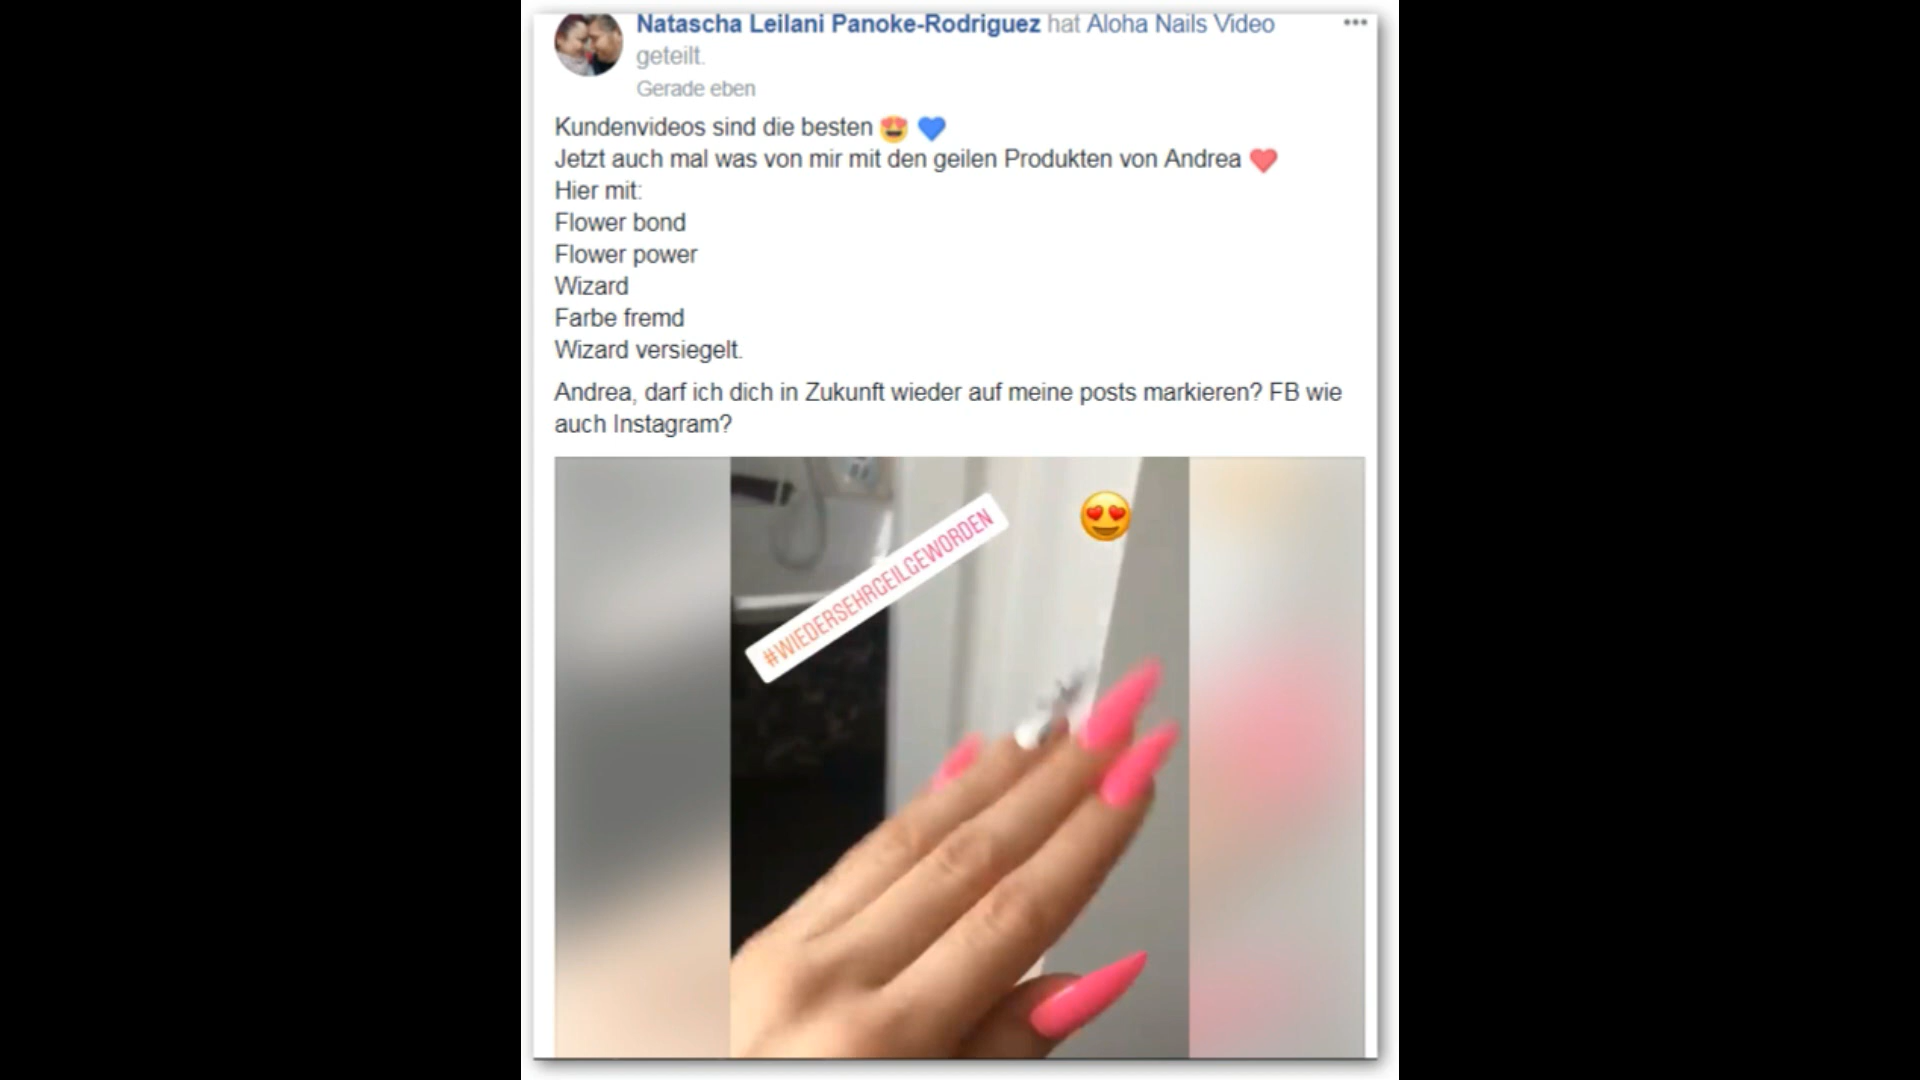 Natascha Leilani Panoke-Rodriguez hat Aloha Nails Video
geteilt.
Gerade eben
Kundenvideos sind die besten 😍 💙
Jetzt auch mal was von mir mit den geilen Produkten von Andrea ❤️
Hier mit:
Flower bond
Flower power
Wizard
Farbe fremd
Wizard versiegelt.
Andrea, darf ich dich in Zukunft wieder auf meine posts markieren? FB wie
auch Instagram?
#WIEDERSEHRGEILGEWORDEN